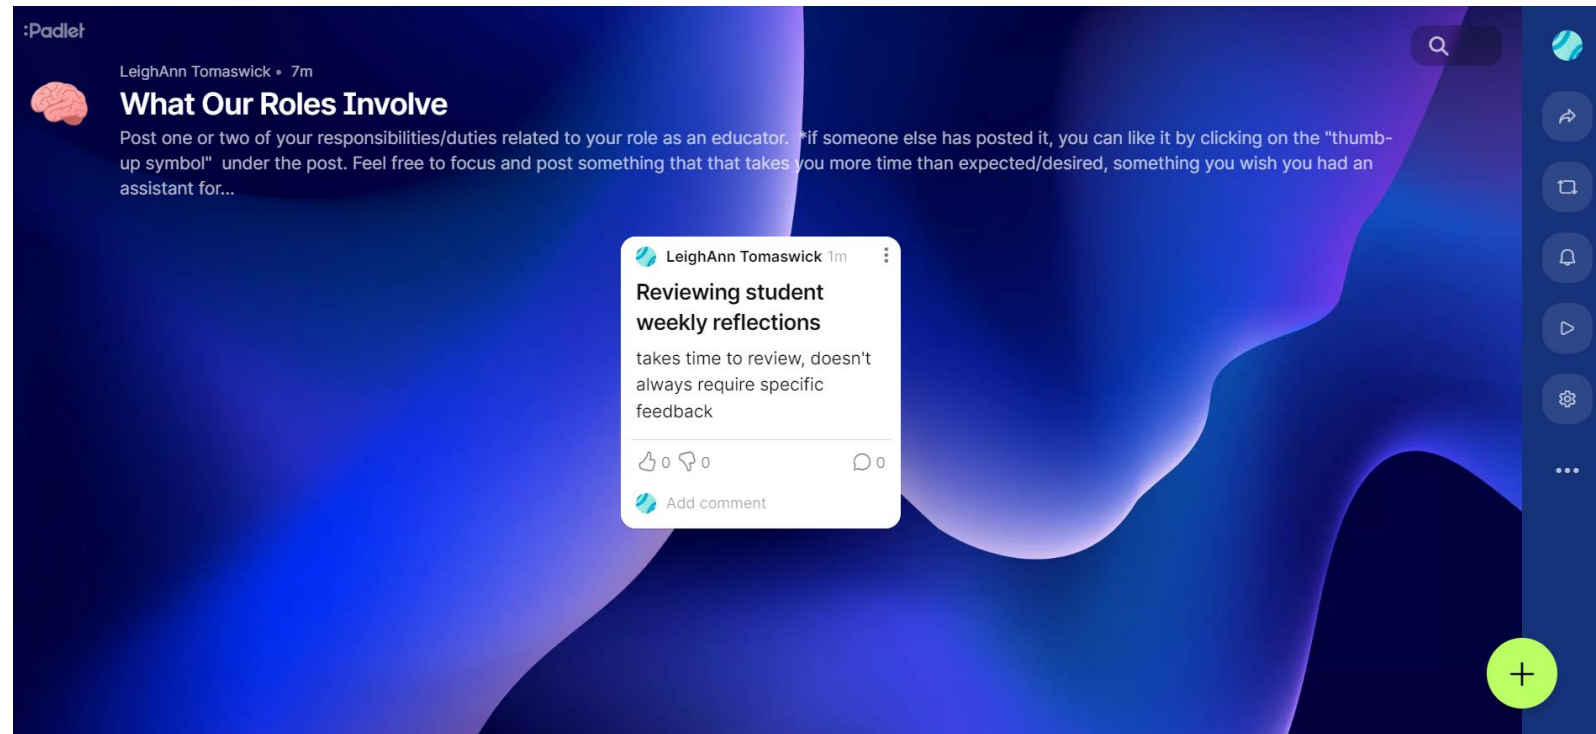 :Padlet
LeighAnn Tomaswick • 7m
What Our Roles Involve
Post one or two of your responsibilities/duties related to your role as an educator.  *if someone else has posted it, you can like it by clicking on the "thumb-
up symbol"  under the post. Feel free to focus and post something that that takes you more time than expected/desired, something you wish you had an
assistant for...
LeighAnn Tomaswick 1m
Reviewing student
weekly reflections
takes time to review, doesn't
always require specific
feedback
0 0 0
Add comment